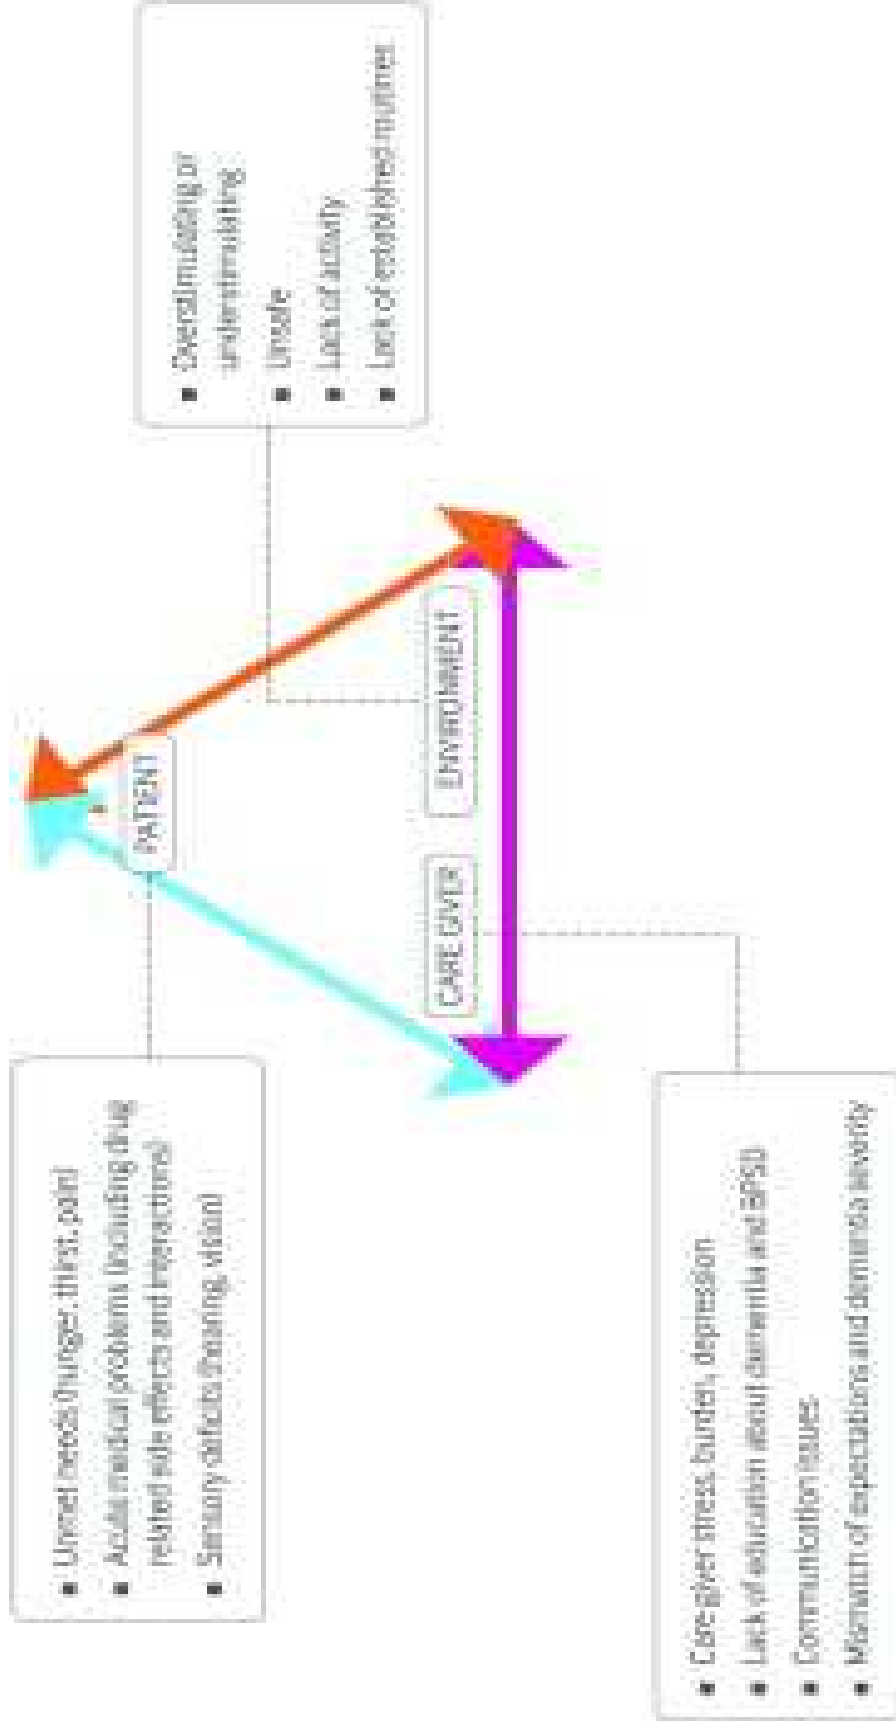 • Unmet needs (hunger, thirst, pain)
• Acute medical problems (including drug
related side effects and interactions)
• Sensory deficits (hearing, vision)
PATIENT
• Overstimulating or
understimulating
• Unsafe
• Lack of activity
• Lack of established routines
CARE GIVER
ENVIRONMENT
• Caregiver stress, burden, depression
• Lack of education about dementia and BPSD
• Communication issues
• Mismatch of expectations and dementia severity